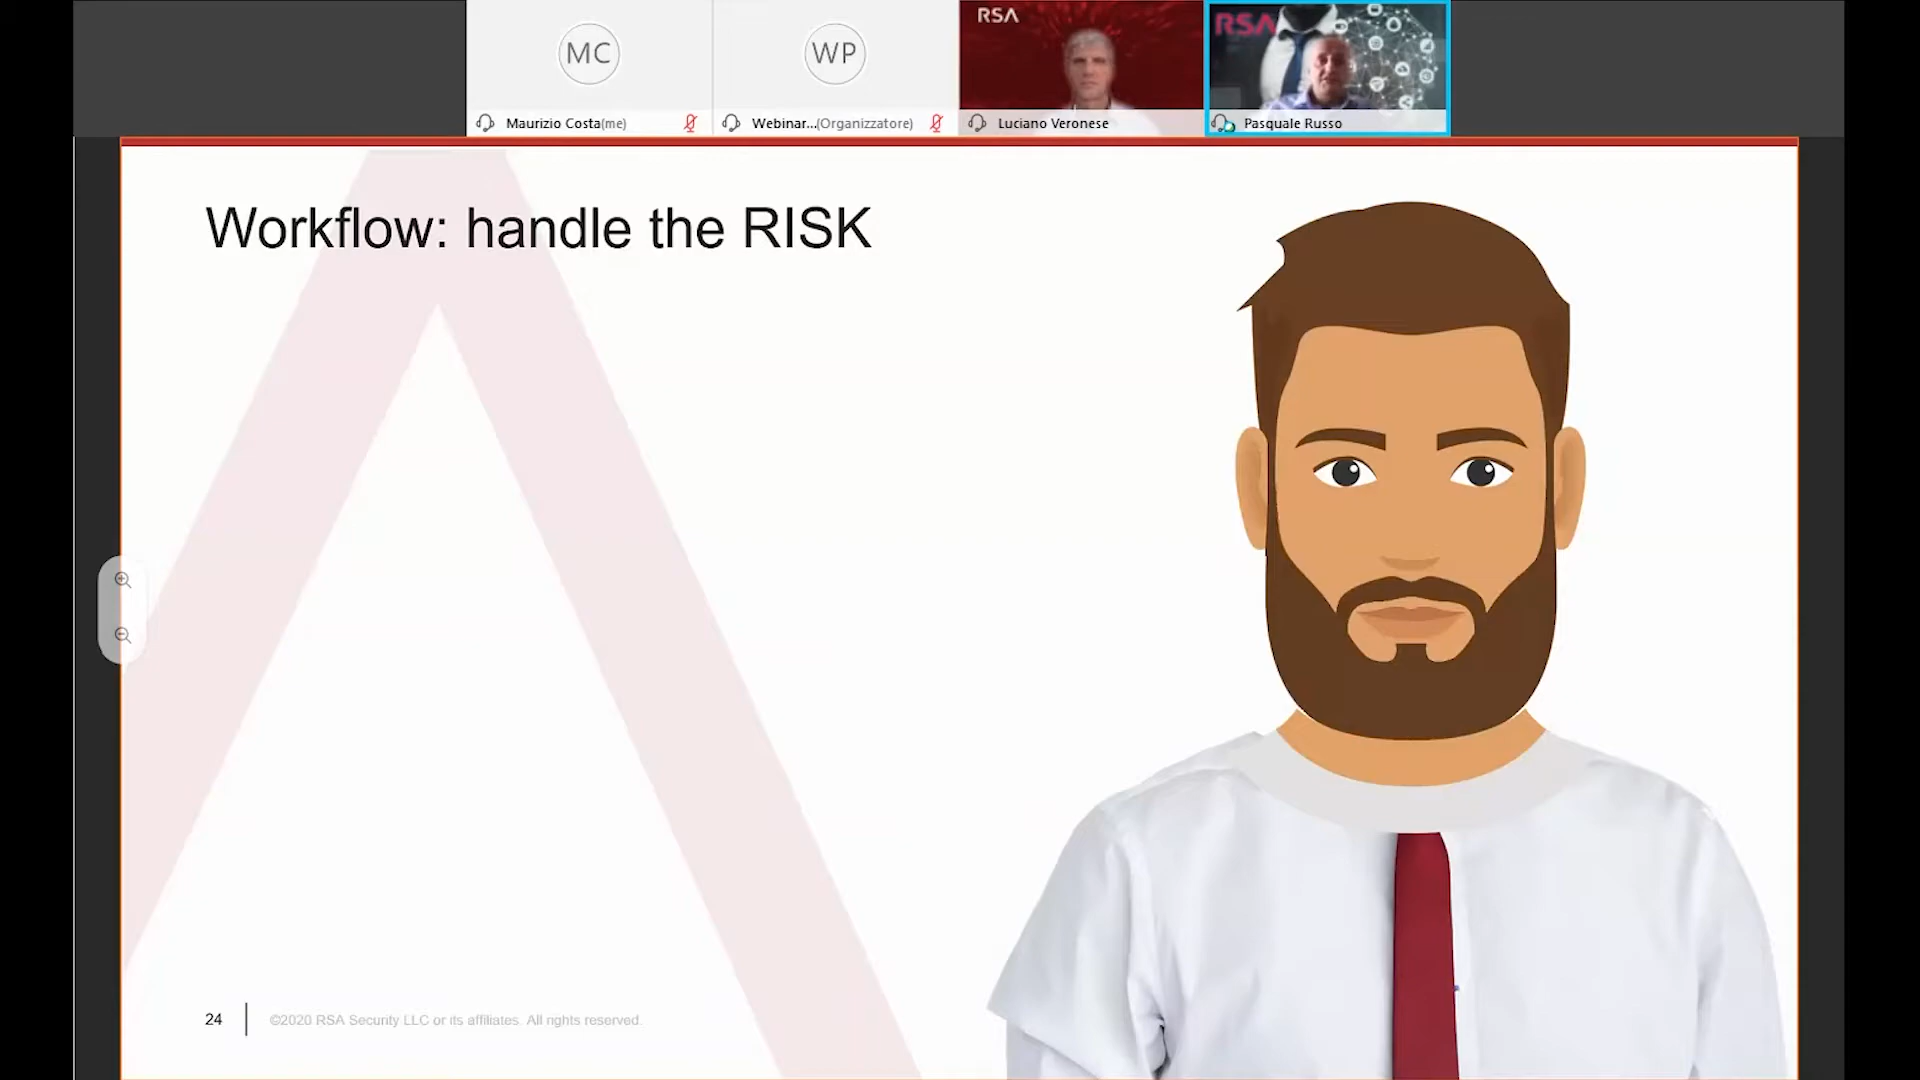 MC
WP
RSA
RSA
Maurizio Costa(me)
Webinar...(Organizzatore)
Luciano Veronese
Pasquale Russo
Workflow: handle the RISK
24
©2020 RSA Security LLC or its affiliates. All rights reserved.